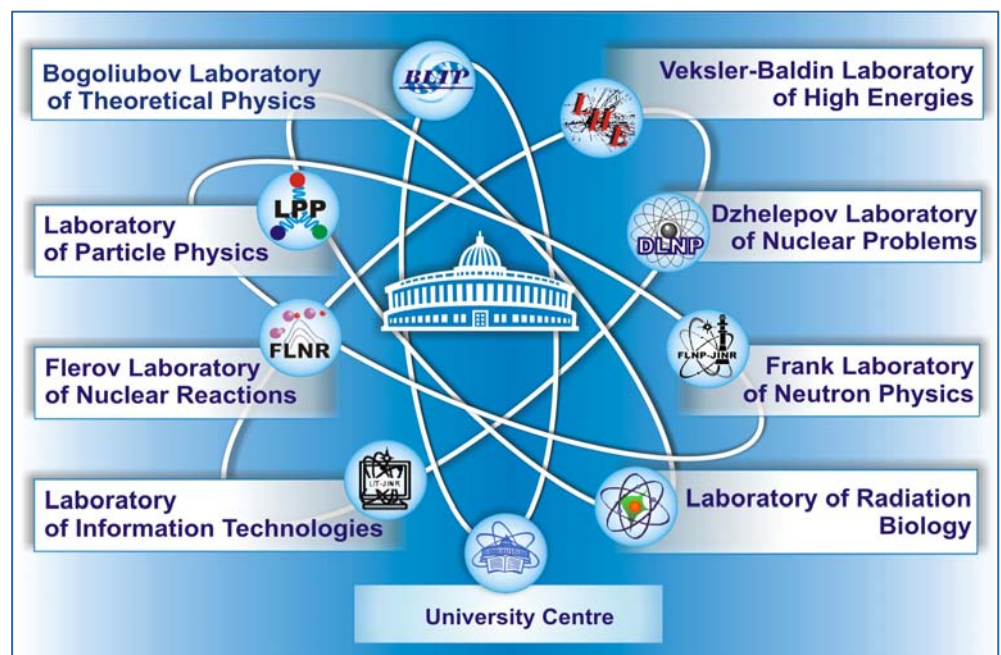 Bogoliubov Laboratory
of Theoretical Physics
BLTP
LHE
Veksler-Baldin Laboratory
of High Energies
Laboratory
of Particle Physics
LPP
DLNP
Dzhelepov Laboratory
of Nuclear Problems
Flerov Laboratory
of Nuclear Reactions
FLNR
FLNP-JINR
Frank Laboratory
of Neutron Physics
Laboratory
of Information Technologies
LIT-JINR
Laboratory of Radiation
Biology
University Centre